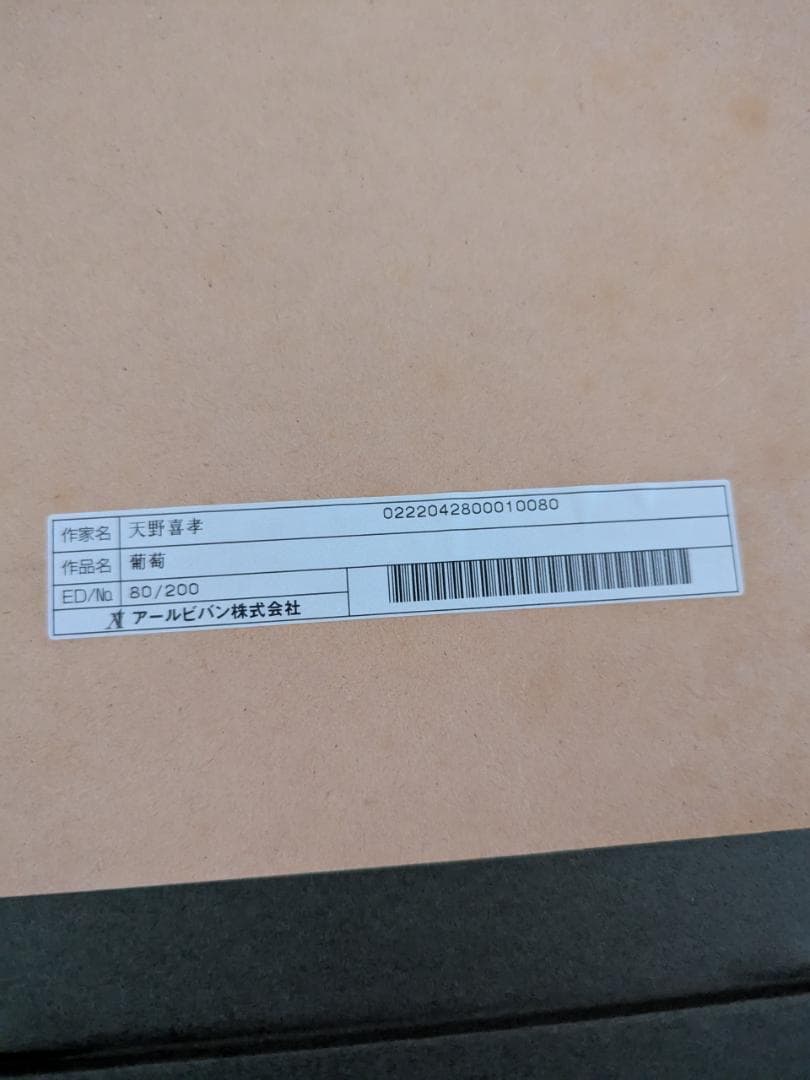 作家名 天野喜孝 0222042800010080
作品名 葡萄
ED/No. 80/200
アールビバン株式会社